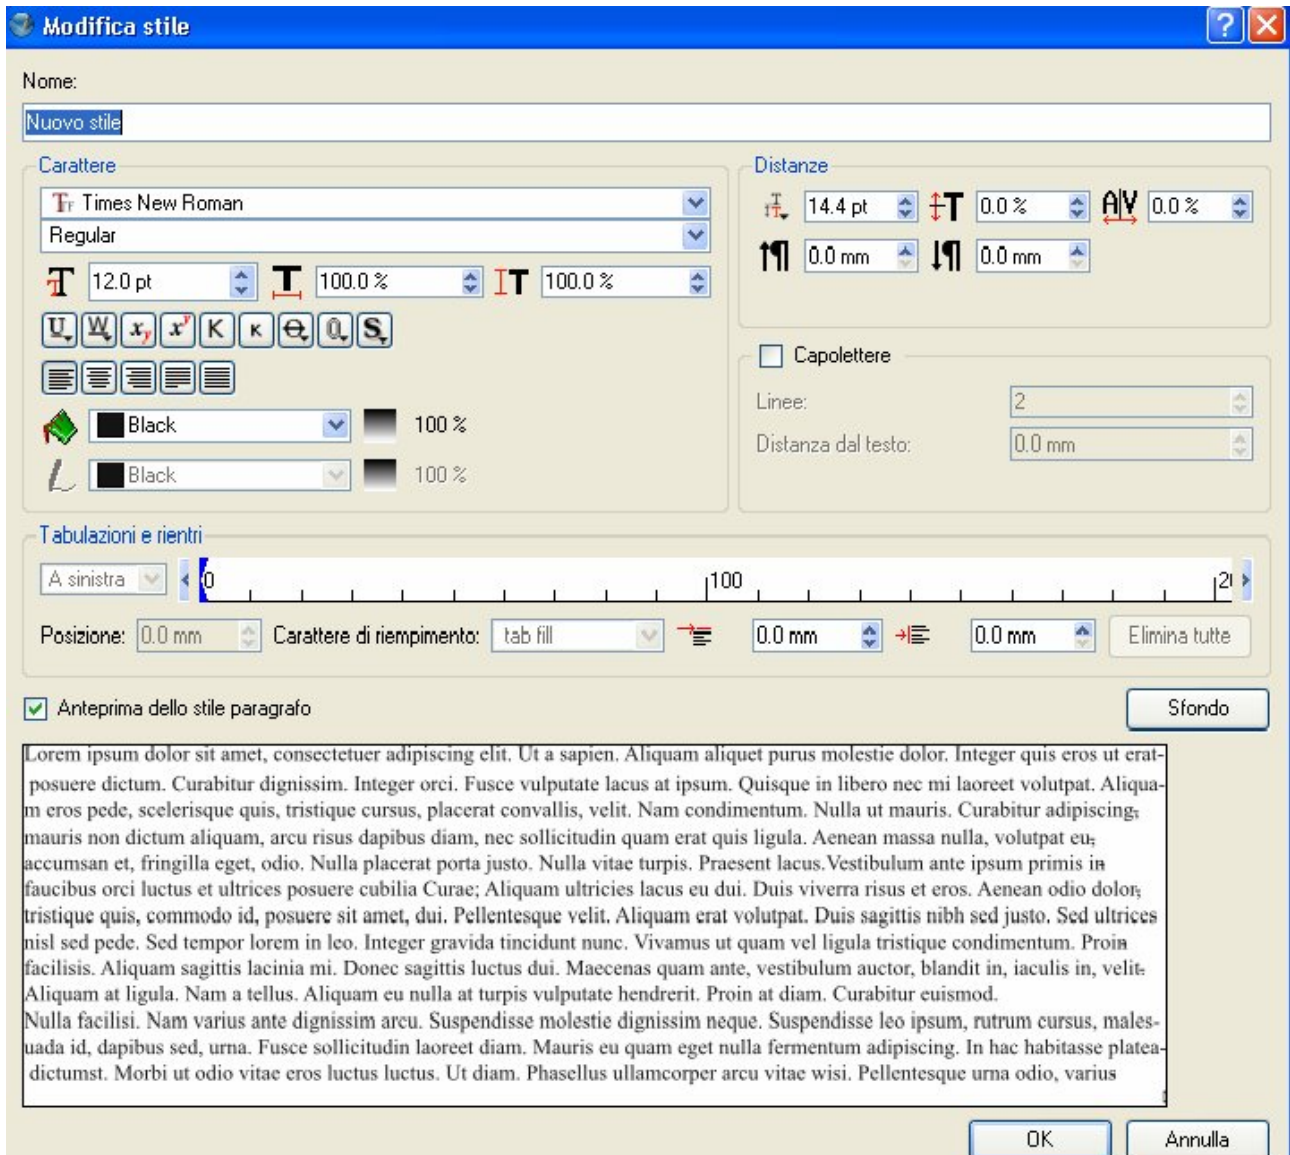 Modifica stile
Nome:
Nuovo stile
Carattere
Times New Roman
Regular
12.0 pt 100.0 % 100.0 %
U W x y x y K K O O S
Black 100 %
Black 100 %
Distanze
14.4 pt 0.0 % A|V 0.0 %
0.0 mm 0.0 mm
Capolettere
Linee: 2
Distanza dal testo: 0.0 mm
Tabulazioni e rientri
A sinistra 0 100
Posizione: 0.0 mm Carattere di riempimento: tab fill 0.0 mm 0.0 mm Elimina tutte
Anteprima dello stile paragrafo Sfondo
Lorem ipsum dolor sit amet, consectetuer adipiscing elit. Ut a sapien. Aliquam aliquet purus molestie dolor. Integer quis eros ut erat-
posuere dictum. Curabitur dignissim. Integer orci. Fusce vulputate lacus at ipsum. Quisque in libero nec mi laoreet volutpat. Aliqua-
m eros pede, scelerisque quis, tristique cursus, placerat convallis, velit. Nam condimentum. Nulla ut mauris. Curabitur adipiscing,
mauris non dictum aliquam, arcu risus dapibus diam, nec sollicitudin quam erat quis ligula. Aenean massa nulla, volutpat eu,
accumsan et, fringilla eget, odio. Nulla placerat porta justo. Nulla vitae turpis. Praesent lacus.Vestibulum ante ipsum primis in
faucibus orci luctus et ultrices posuere cubilia Curae; Aliquam ultricies lacus eu dui. Duis viverra risus et eros. Aenean odio dolor,
tristique quis, commodo id, posuere sit amet, dui. Pellentesque velit. Aliquam erat volutpat. Duis sagittis nibh sed justo. Sed ultrices
nisl sed pede. Sed tempor lorem in leo. Integer gravida tincidunt nunc. Vivamus ut quam vel ligula tristique condimentum. Proin
facilisis. Aliquam sagittis lacinia mi. Donec sagittis luctus dui. Maecenas quam ante, vestibulum auctor, blandit in, iaculis in, velit.
Aliquam at ligula. Nam a tellus. Aliquam eu nulla at turpis vulputate hendrerit. Proin at diam. Curabitur euismod.
Nulla facilisi. Nam varius ante dignissim arcu. Suspendisse molestie dignissim neque. Suspendisse leo ipsum, rutrum cursus, males-
uada id, dapibus sed, urna. Fusce sollicitudin laoreet diam. Mauris eu quam eget nulla fermentum adipiscing. In hac habitasse platea-
dictumst. Morbi ut odio vitae eros luctus luctus. Ut diam. Phasellus ullamcorper arcu vitae wisi. Pellentesque urna odio, varius
OK Annulla